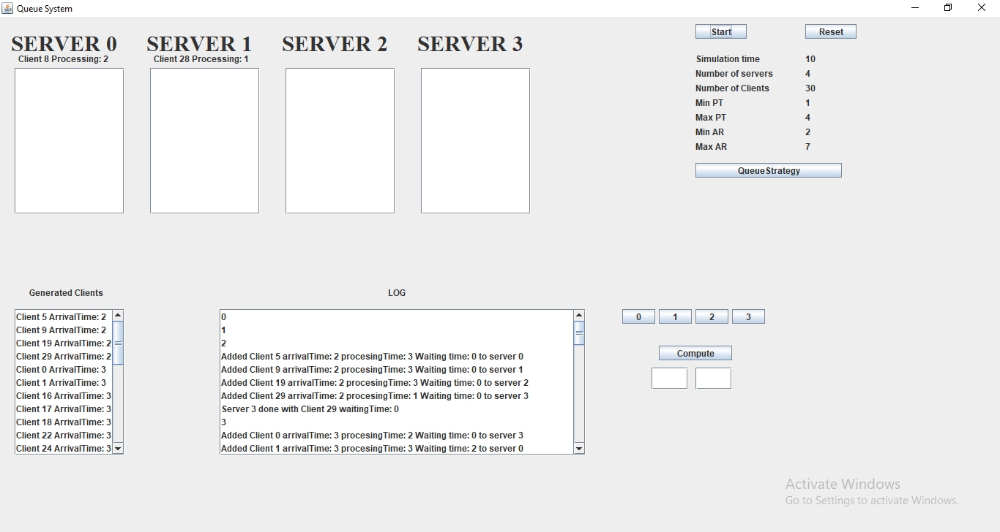 Queue System
SERVER 0 SERVER 1 SERVER 2 SERVER 3
Client 8 Processing: 2 Client 28 Processing: 1
Start Reset
Simulation time 10
Number of servers 4
Number of Clients 30
Min PT 1
Max PT 4
Min AR 2
Max AR 7
QueueStrategy
Generated Clients
Client 5 ArrivalTime: 2
Client 9 ArrivalTime: 2
Client 19 ArrivalTime: 2
Client 29 ArrivalTime: 2
Client 0 ArrivalTime: 3
Client 1 ArrivalTime: 3
Client 16 ArrivalTime: 3
Client 17 ArrivalTime: 3
Client 18 ArrivalTime: 3
Client 22 ArrivalTime: 3
Client 24 ArrivalTime: 3
LOG
0
1
2
Added Client 5 arrivalTime: 2 procesingTime: 3 Waiting time: 0 to server 0
Added Client 9 arrivalTime: 2 procesingTime: 3 Waiting time: 0 to server 1
Added Client 19 arrivalTime: 2 procesingTime: 3 Waiting time: 0 to server 2
Added Client 29 arrivalTime: 2 procesingTime: 1 Waiting time: 0 to server 3
Server 3 done with Client 29 waitingTime: 0
3
Added Client 0 arrivalTime: 3 procesingTime: 2 Waiting time: 0 to server 3
Added Client 1 arrivalTime: 3 procesingTime: 3 Waiting time: 2 to server 0
0 1 2 3
Compute
Activate Windows
Go to Settings to activate Windows.